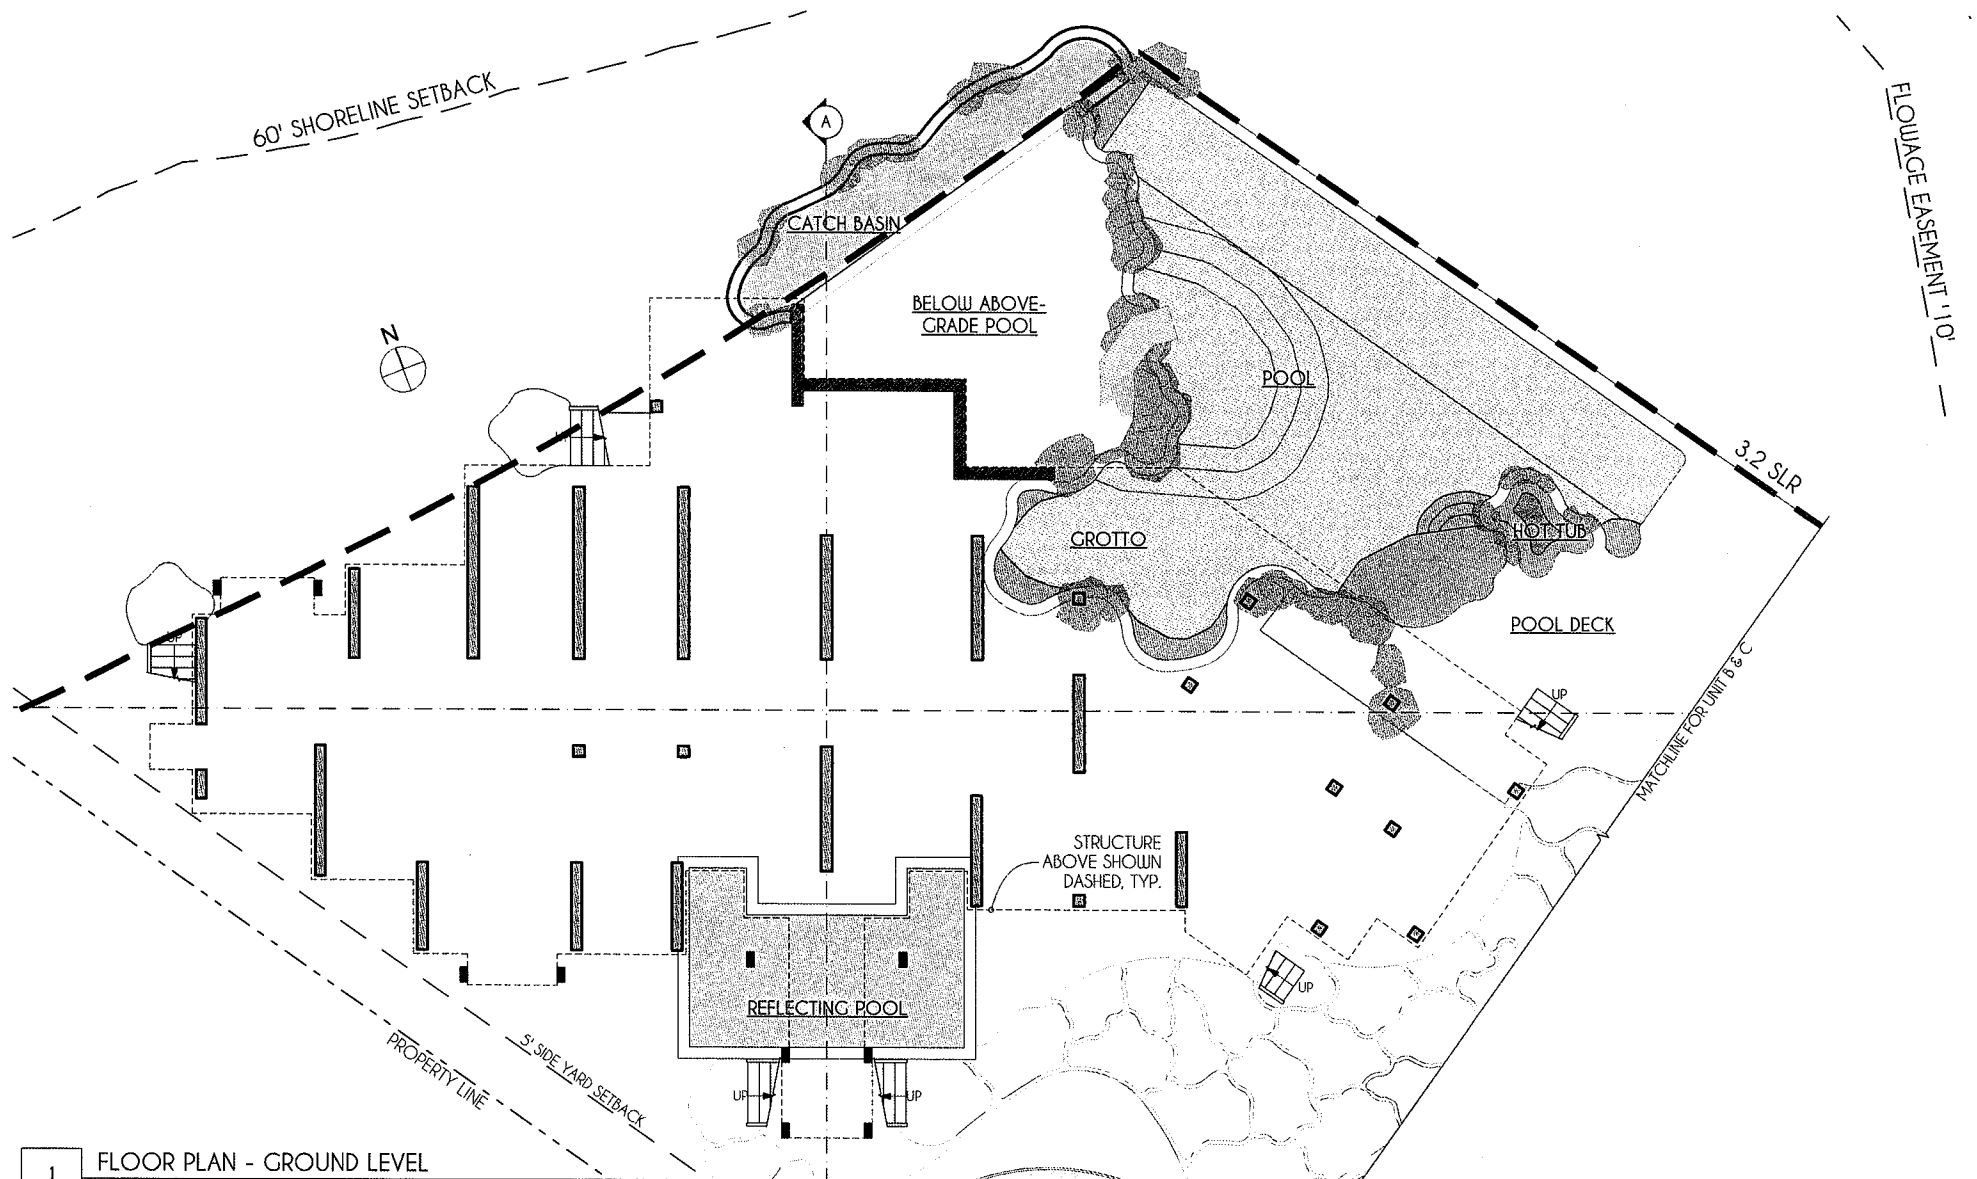 60' SHORELINE SETBACK
FLOWAGE EASEMENT '10'
A
CATCH BASIN
BELOW ABOVE-
GRADE POOL
N
POOL
3.2 SLR
HOT TUB
GROTTO
POOL DECK
UP
UP
MATCHLINE FOR UNIT B & C
STRUCTURE
ABOVE SHOWN
DASHED, TYP.
UP
REFLECTING POOL
5' SIDE YARD SETBACK
PROPERTY LINE
UP
UP
1
FLOOR PLAN - GROUND LEVEL